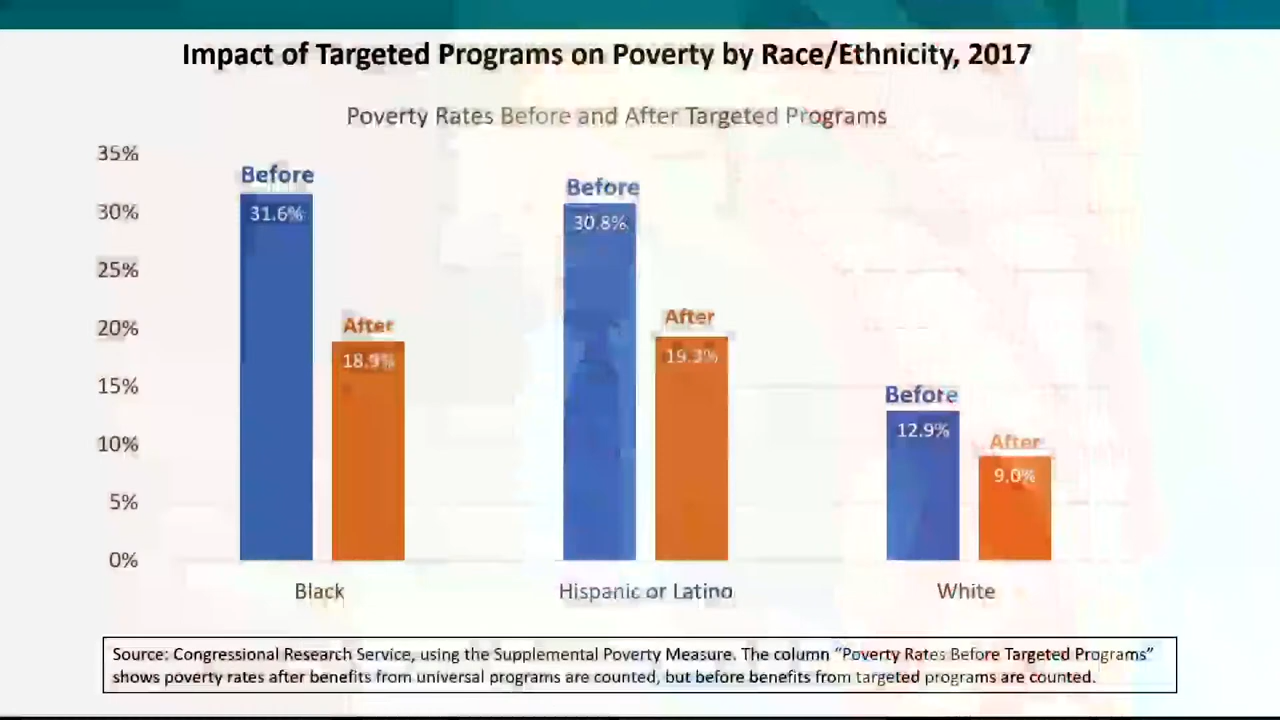 Impact of Targeted Programs on Poverty by Race/Ethnicity, 2017
Poverty Rates Before and After Targeted Programs
35%
30%
25%
20%
15%
10%
5%
0%
Before
31.6%
After
18.9%
Before
30.8%
After
19.3%
Before
12.9%
After
9.0%
Black
Hispanic or Latino
White
Source: Congressional Research Service, using the Supplemental Poverty Measure. The column “Poverty Rates Before Targeted Programs”
shows poverty rates after benefits from universal programs are counted, but before benefits from targeted programs are counted.